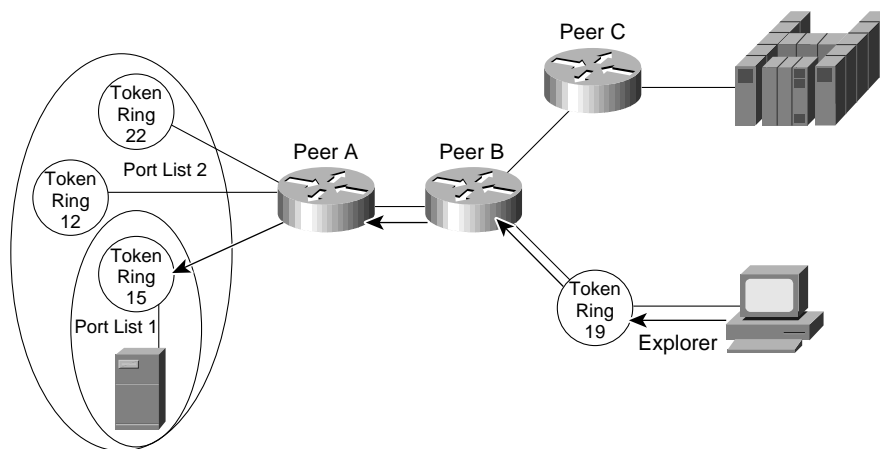 Peer C
Token
Ring
22
Peer A
Peer B
Port List 2
Token
Ring
12
Token
Ring
15
Token
Ring
19
Port List 1
Explorer